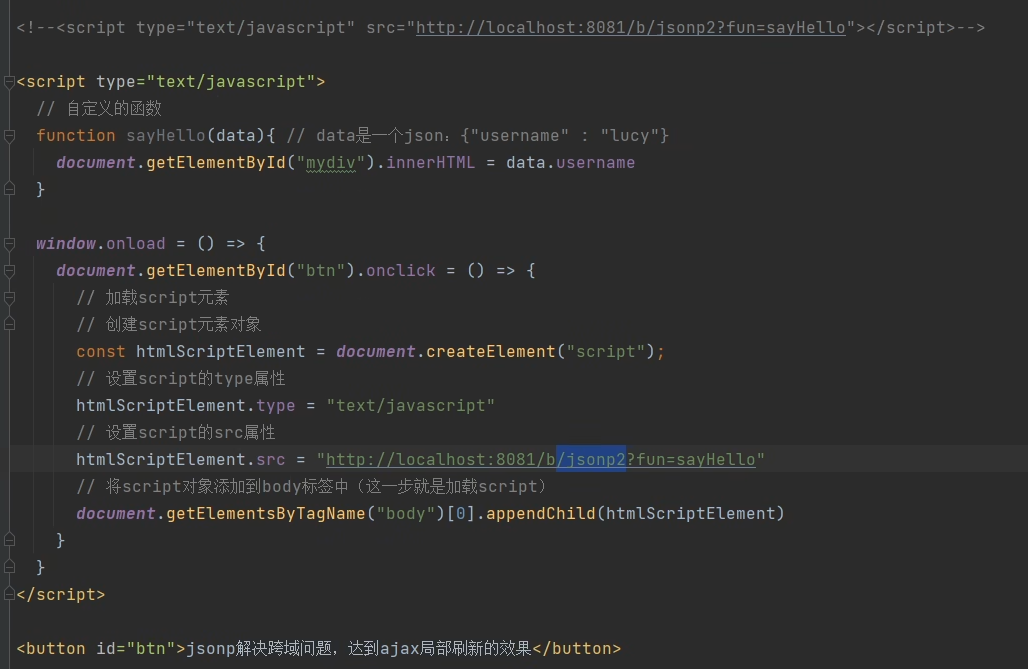 <!--<script type="text/javascript" src="http://localhost:8081/b/jsonp2?fun=sayHello"></script>-->
<script type="text/javascript">
// 自定义的函数
function sayHello(data){ // data是一个json：{"username" : "lucy"}
document.getElementById("mydiv").innerHTML = data.username
}
window.onload = () => {
document.getElementById("btn").onclick = () => {
// 加载script元素
// 创建script元素对象
const htmlScriptElement = document.createElement("script");
// 设置script的type属性
htmlScriptElement.type = "text/javascript"
// 设置script的src属性
htmlScriptElement.src = "http://localhost:8081/b/jsonp2?fun=sayHello"
// 将script对象添加到body标签中（这一步就是加载script）
document.getElementsByTagName("body")[0].appendChild(htmlScriptElement)
}
}
</script>
<button id="btn">jsonp解决跨域问题，达到ajax局部刷新的效果</button>